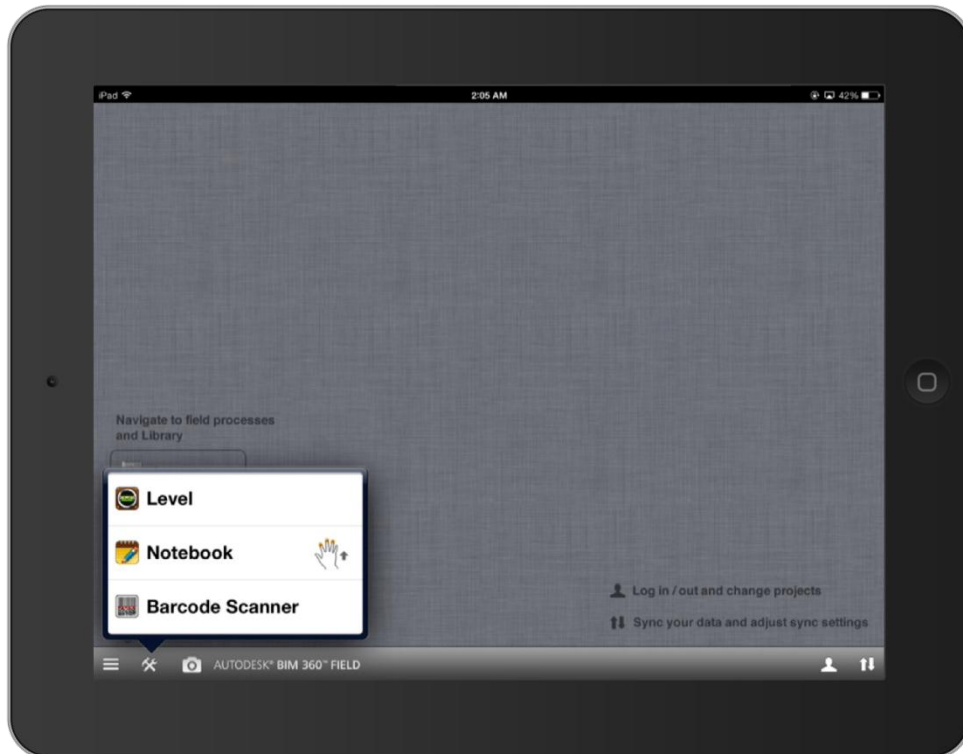 iPad 2:05 AM 42%
Navigate to field processes
and Library
Level
Notebook
Barcode Scanner
Log in / out and change projects
Sync your data and adjust sync settings
AUTODESK® BIM 360™ FIELD